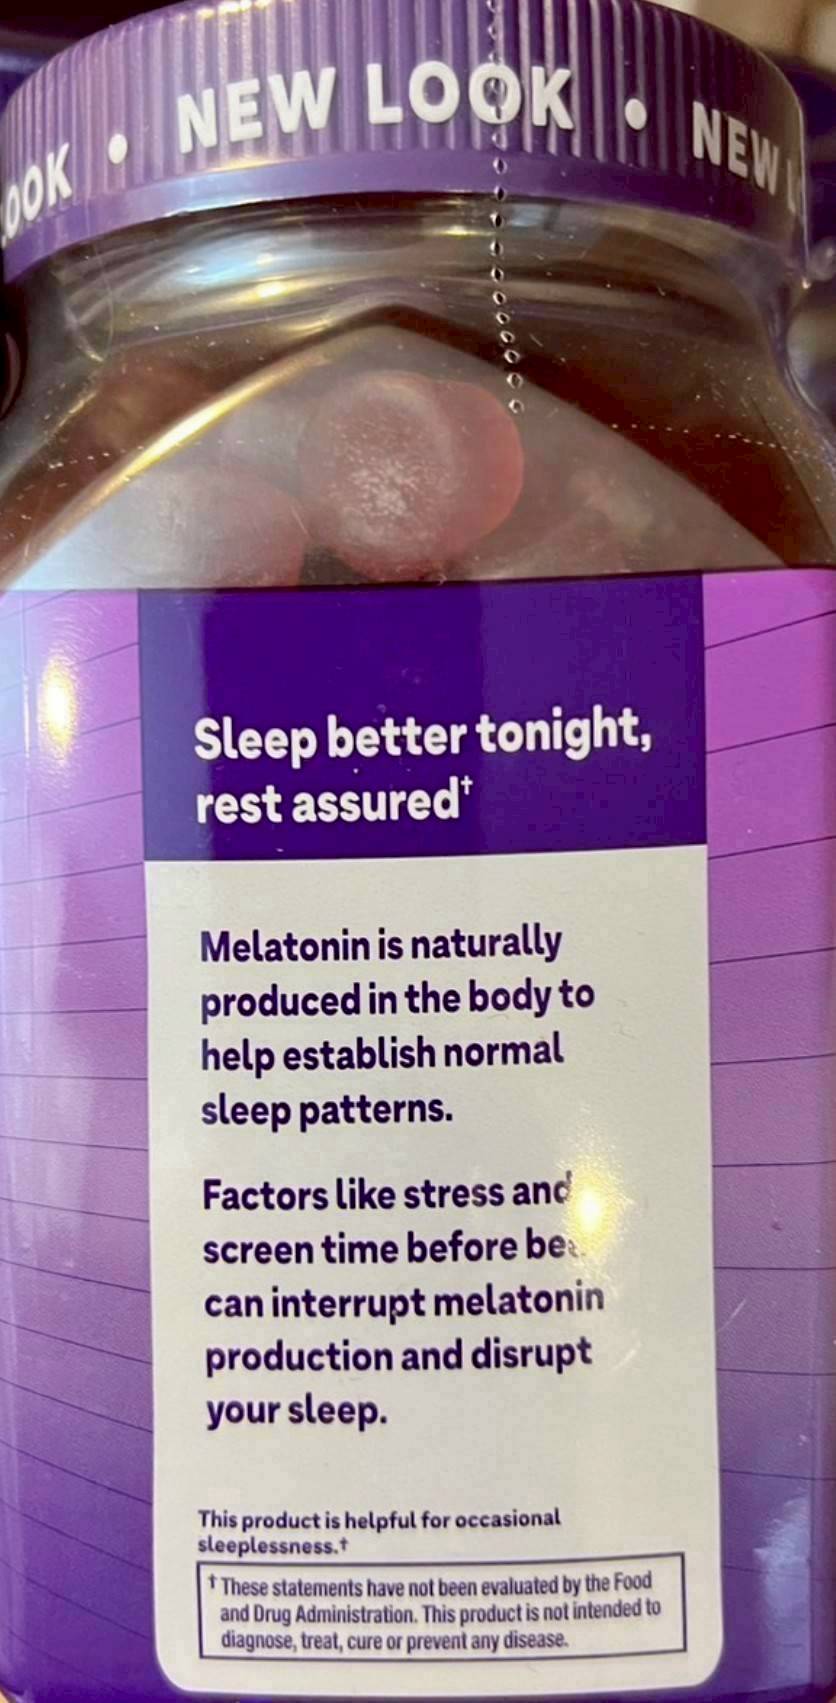 OOK • NEW LOOK • NEW L
Sleep better tonight,
rest assured†
Melatonin is naturally
produced in the body to
help establish normal
sleep patterns.
Factors like stress and
screen time before
can interrupt melatonin
production and disrupt
your sleep.
This product is helpful for occasional
sleeplessness.†
† These statements have not been evaluated by the Food
and Drug Administration. This product is not intended to
diagnose, treat, cure or prevent any disease.